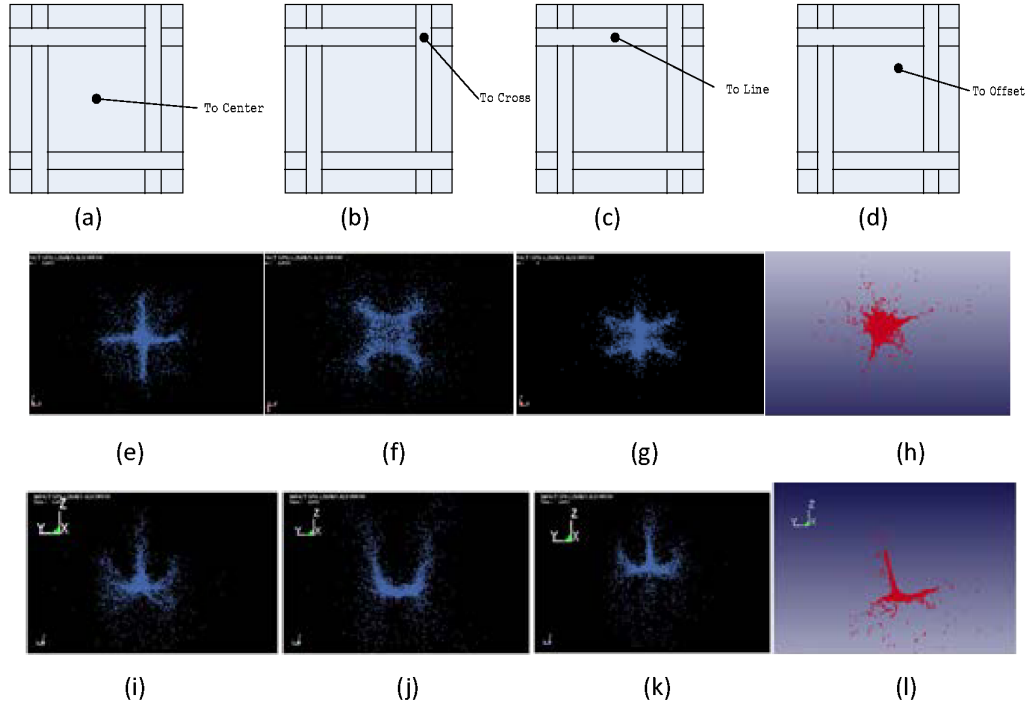 To Center
To Cross
To Line
To Offset
(a)
(b)
(c)
(d)
(e)
(f)
(g)
(h)
Z
Y X
Z
Y X
Z
Y X
(i)
(j)
(k)
(l)